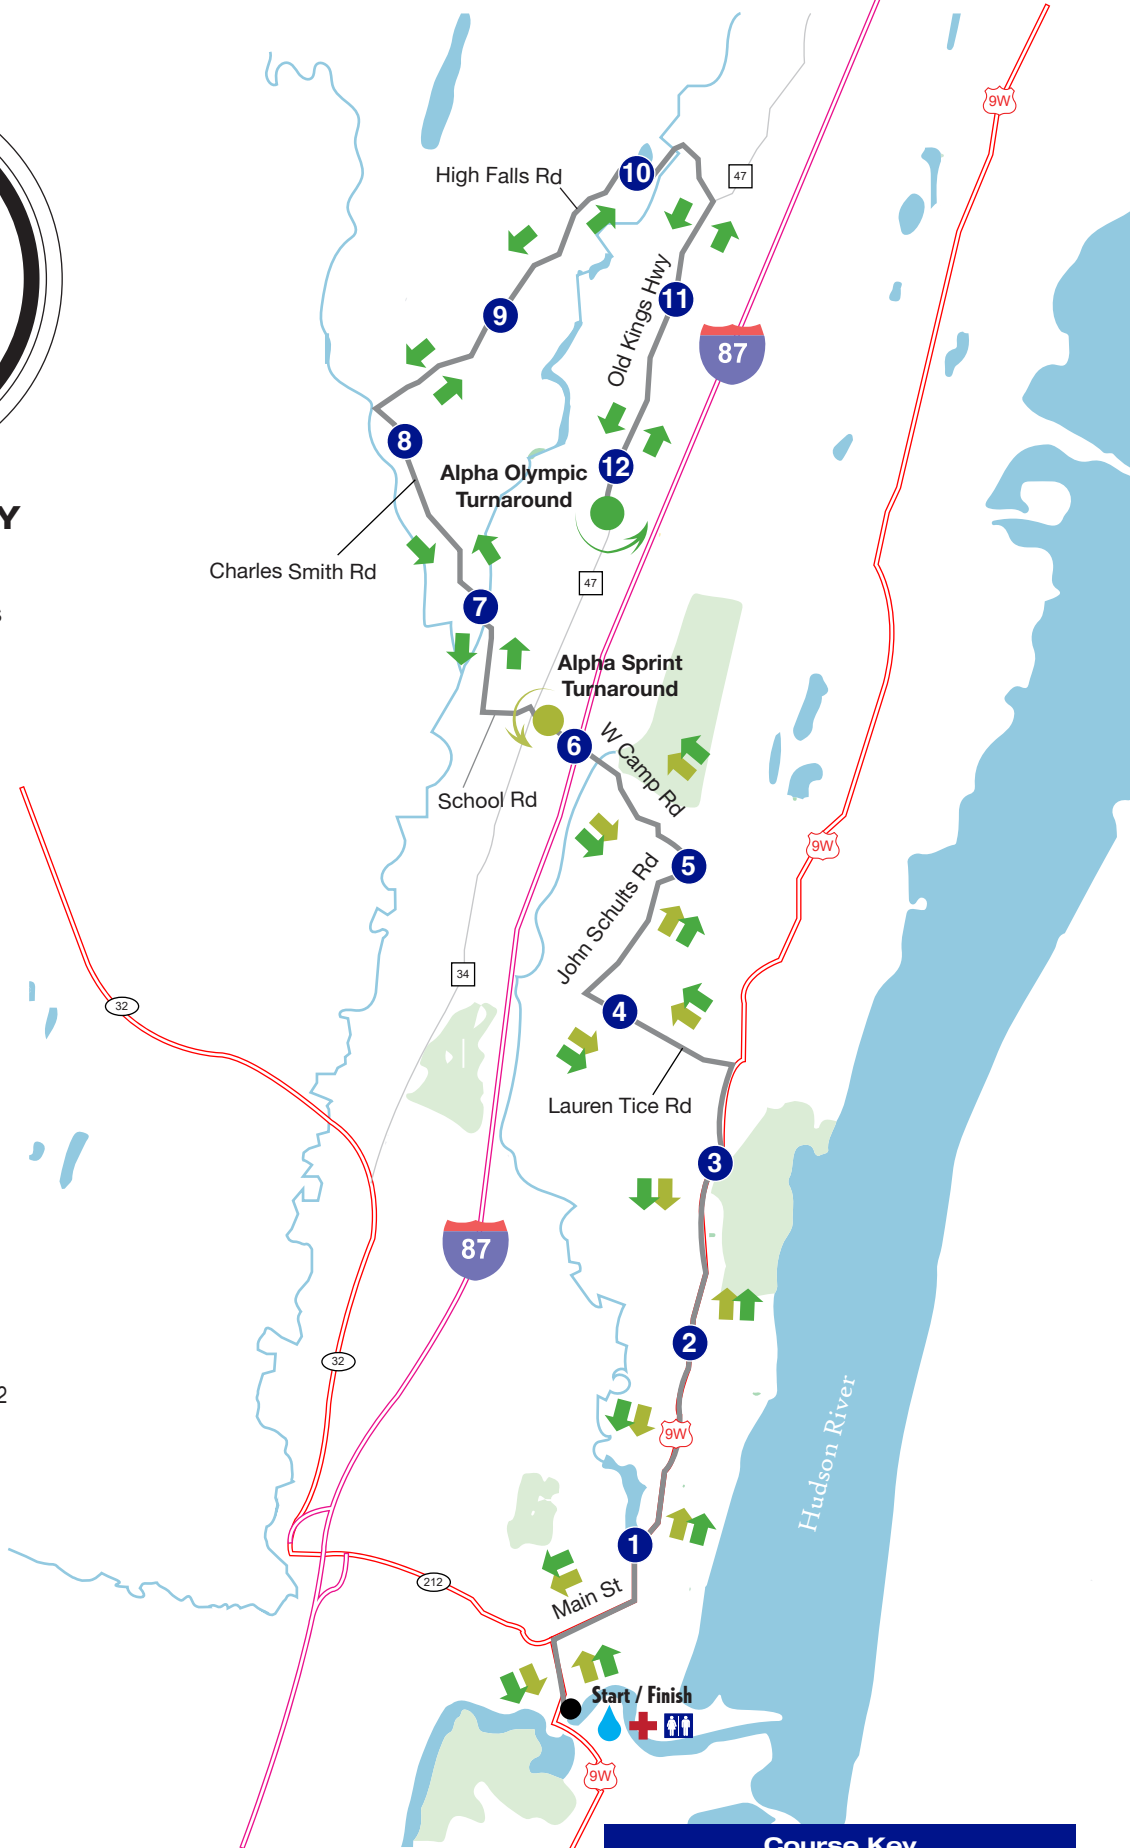 9W
10
High Falls Rd
47
Old Kings Hwy
11
9
87
8
12
Alpha Olympic
Turnaround
Y
Charles Smith Rd
47
7
s
Alpha Sprint
Turnaround
6
W Camp Rd
School Rd
9W
5
John Schults Rd
34
32
4
Lauren Tice Rd
3
87
2
32
2
9W
Hudson River
1
212
Main St
Start / Finish
9W
Course Key